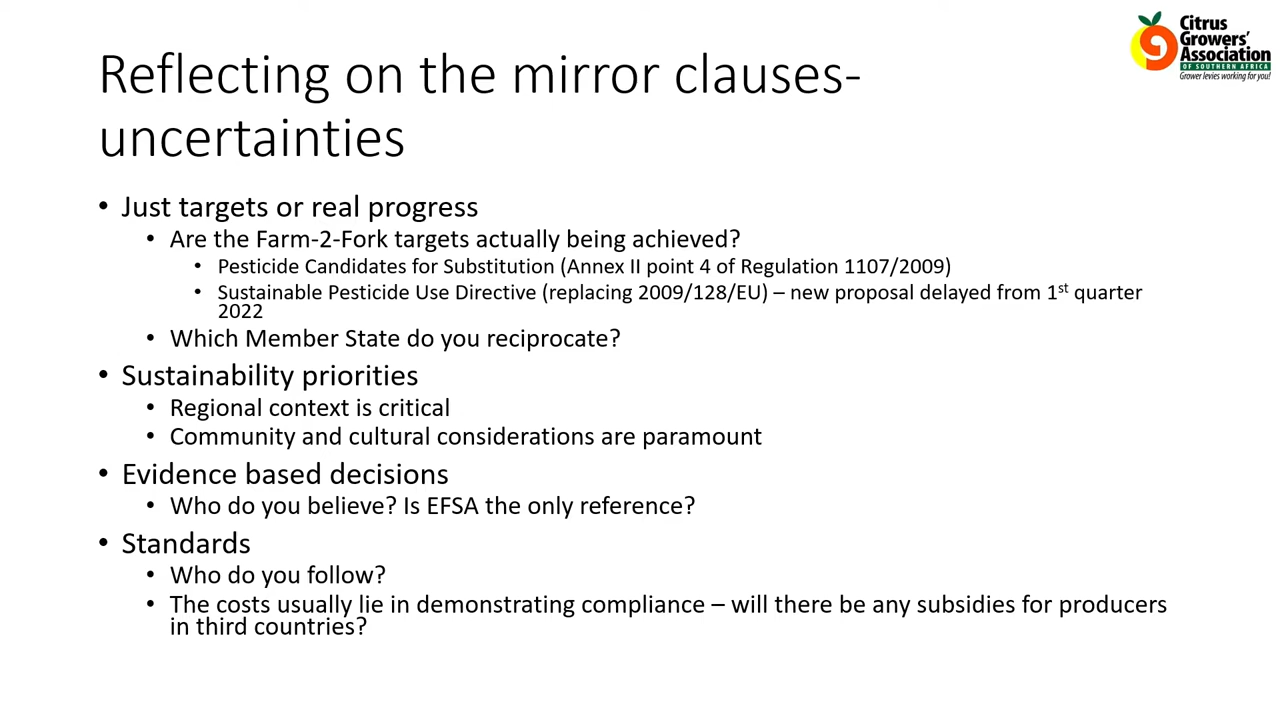 Citrus
Growers'
Association
OF SOUTHERN AFRICA
Grower levies working for you!
Reflecting on the mirror clauses-
uncertainties
• Just targets or real progress
• Are the Farm-2-Fork targets actually being achieved?
• Pesticide Candidates for Substitution (Annex II point 4 of Regulation 1107/2009)
• Sustainable Pesticide Use Directive (replacing 2009/128/EU) – new proposal delayed from 1st quarter
2022
• Which Member State do you reciprocate?
• Sustainability priorities
• Regional context is critical
• Community and cultural considerations are paramount
• Evidence based decisions
• Who do you believe? Is EFSA the only reference?
• Standards
• Who do you follow?
• The costs usually lie in demonstrating compliance – will there be any subsidies for producers
in third countries?